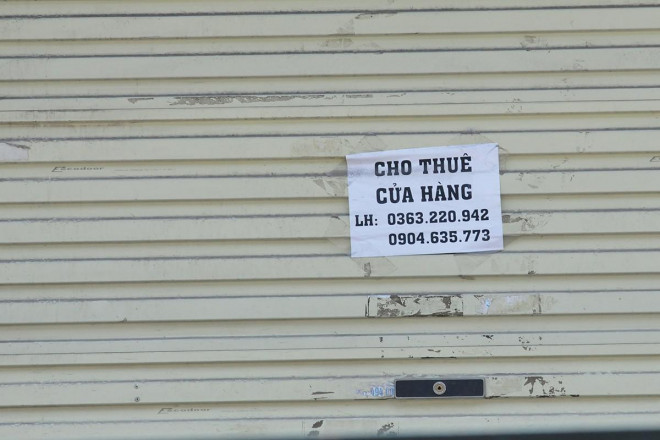 CHO THUÊ
CỬA HÀNG
LH: 0363.220.942
0904.635.773